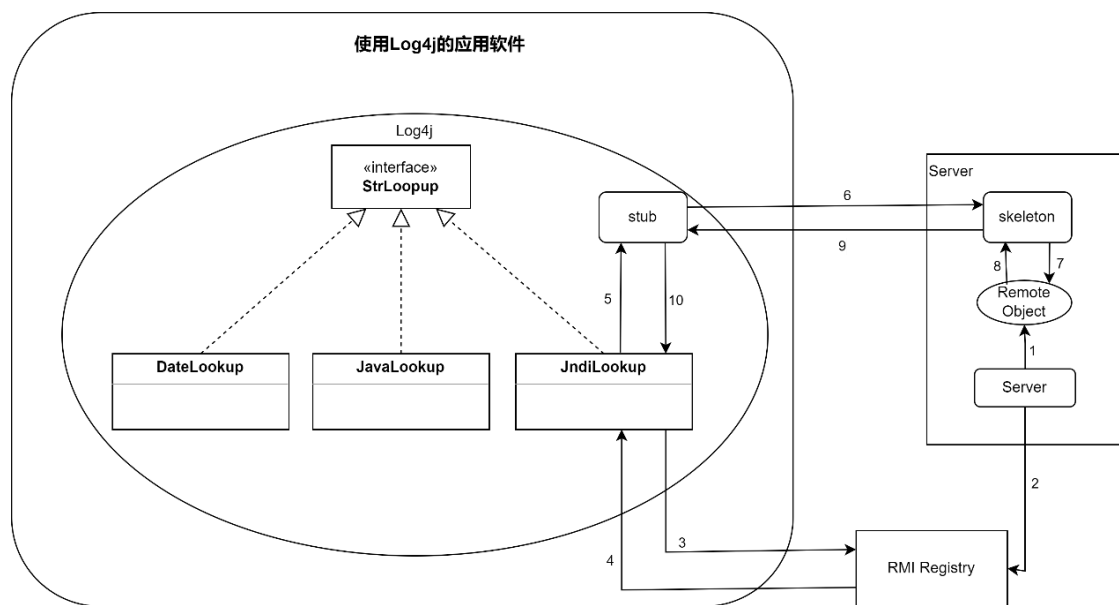 使用Log4j的应用软件
Log4j
«interface»
StrLoopup
Server
stub
6
skeleton
9
8
7
5
10
Remote
Object
1
DateLookup
JavaLookup
JndiLookup
Server
2
3
4
RMI Registry